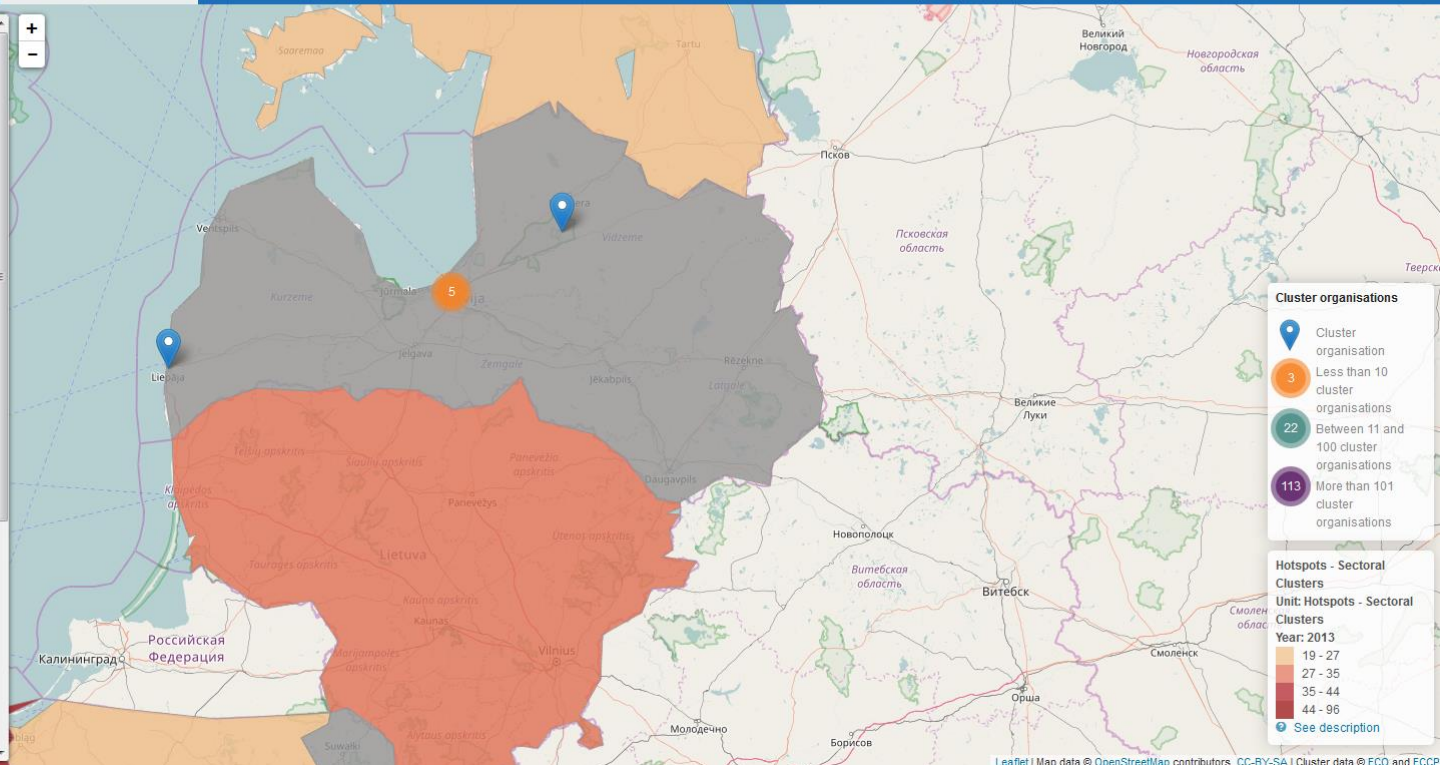 +
−
Saaremaa
Tartu
Великий
Новгород
Новгородская
область
Псков
era
Ventspils
Vidzeme
Псковская
область
Тверск
Kurzeme
Jūrmala
5
ija
Liepāja
Jelgava
Zemgale
Jēkabpils
Rēzekne
Latgale
Великие
Луки
Telšių apskritis
Šiaulių apskritis
Panevėžio
apskritis
Daugavpils
Klaipėdos
apskritis
Panevėžys
Lietuva
Utenos apskritis
Новополоцк
Tauragės apskritis
Витебская
область
Витебск
Kauno apskritis
Kaunas
Российская
Федерация
Калининград
Marijampolės
apskritis
Vilnius
Смолен
облас
Смоленск
Орша
Молодечно
Борисов
Alytaus apskritis
Suwałki
bląg
Cluster organisations
Cluster
organisation
3
Less than 10
cluster
organisations
22
Between 11 and
100 cluster
organisations
113
More than 101
cluster
organisations
Hotspots - Sectoral
Clusters
Unit: Hotspots - Sectoral
Clusters
Year: 2013
19 - 27
27 - 35
35 - 44
44 - 96
See description
Leaflet | Map data © OpenStreetMap contributors, CC-BY-SA | Cluster data © ECO and ECCP